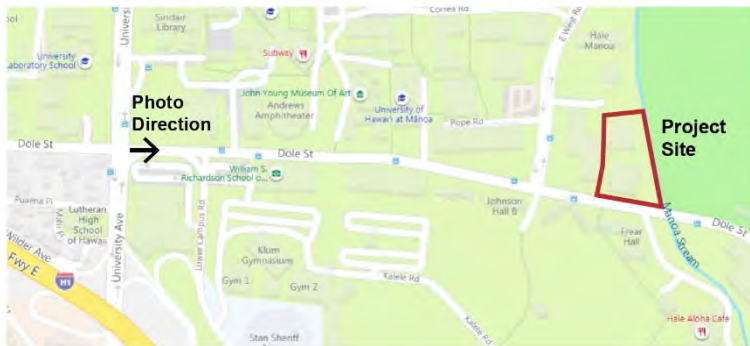 Sinclair
Library
Correa Rd
University
Laboratory School
University
Subway
E West Rd
Hale
Manoa
John Young Museum Of Art
Andrews
Amphitheater
University of
Hawai'i at Mānoa
Pope Rd
Photo
Direction
Project
Site
Dole St
Dole St
William S.
Richardson School o...
Lutheran
High
School
of Hawaii
Wilder Ave
Fwy E
H1
University Ave
Lower Campus Rd
Klum
Gymnasium
Gym 1
Gym 2
Kalele Rd
Kalele Rd
Stan Sheriff
Johnson
Hall B
Frear
Hall
Manoa Stream
Dole St
Hale Aloha Cafe